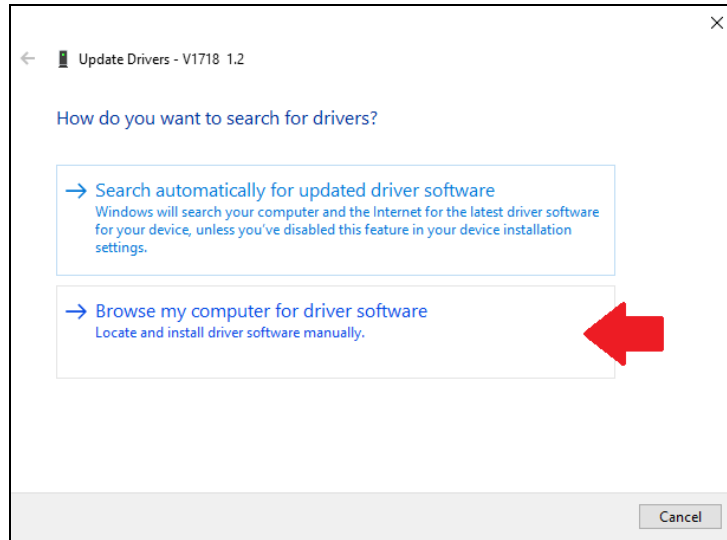 Update Drivers - V1718 1.2
How do you want to search for drivers?
Search automatically for updated driver software
Windows will search your computer and the Internet for the latest driver software
for your device, unless you've disabled this feature in your device installation
settings.
Browse my computer for driver software
Locate and install driver software manually.
Cancel